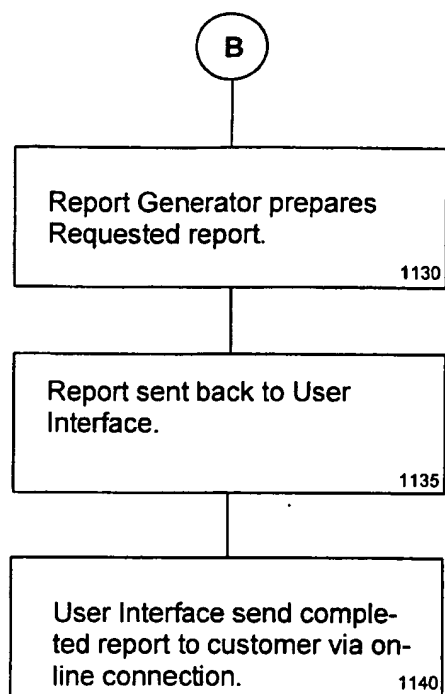 B
Report Generator prepares
Requested report.
1130
Report sent back to User
Interface.
1135
User Interface send comple-
ted report to customer via on-
line connection.
1140